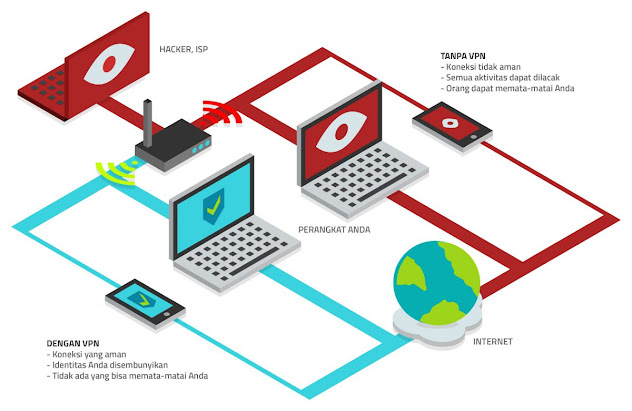 HACKER, ISP
TANPA VPN
- Koneksi tidak aman
- Semua aktivitas dapat dilacak
- Orang dapat memata-matai Anda
PERANGKAT ANDA
INTERNET
DENGAN VPN
- Koneksi yang aman
- Identitas Anda disembunyikan
- Tidak ada yang bisa memata-matai Anda